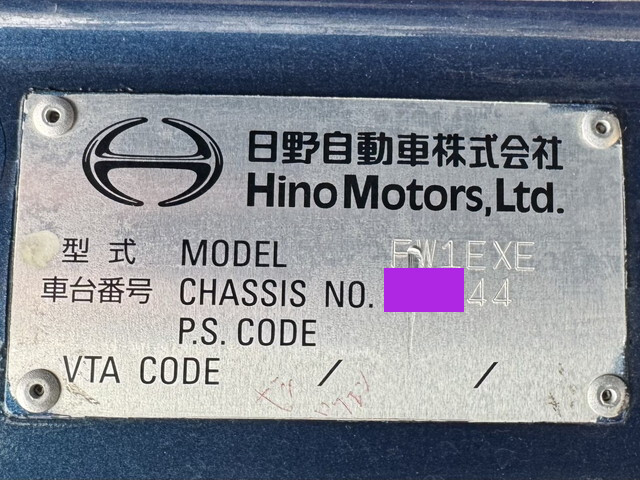 日野自動車株式会社
Hino Motors, Ltd.
型式 MODEL FW1EXE
車台番号 CHASSIS NO. 44
P.S. CODE
VTA CODE / /